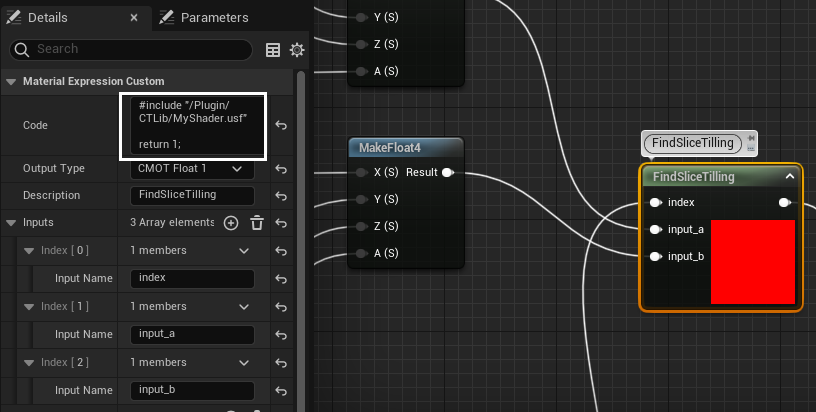 Details
Parameters
Search
Material Expression Custom
Code
#include "/Plugin/
CTLib/MyShader.usf"
return 1;
Output Type
CMOT Float 1
Description
FindSliceTilling
Inputs
3 Array elements
Index [ 0 ]
1 members
Input Name
index
Index [ 1 ]
1 members
Input Name
input_a
Index [ 2 ]
1 members
Input Name
input_b
Y (S)
Z (S)
A (S)
MakeFloat4
X (S) Result
Y (S)
Z (S)
A (S)
FindSliceTilling
FindSliceTilling
index
input_a
input_b